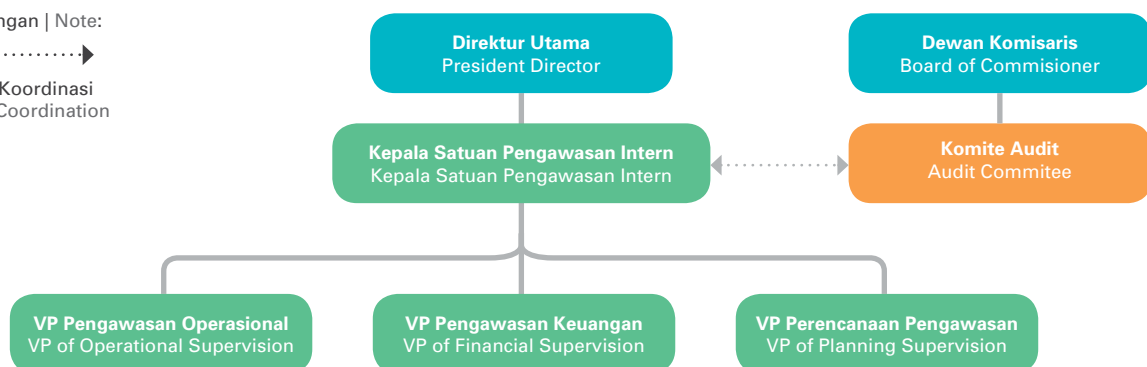 ngan | Note:
Koordinasi
Coordination
Direktur Utama
President Director
Dewan Komisaris
Board of Commisioner
Kepala Satuan Pengawasan Intern
Kepala Satuan Pengawasan Intern
Komite Audit
Audit Commitee
VP Pengawasan Operasional
VP of Operational Supervision
VP Pengawasan Keuangan
VP of Financial Supervision
VP Perencanaan Pengawasan
VP of Planning Supervision